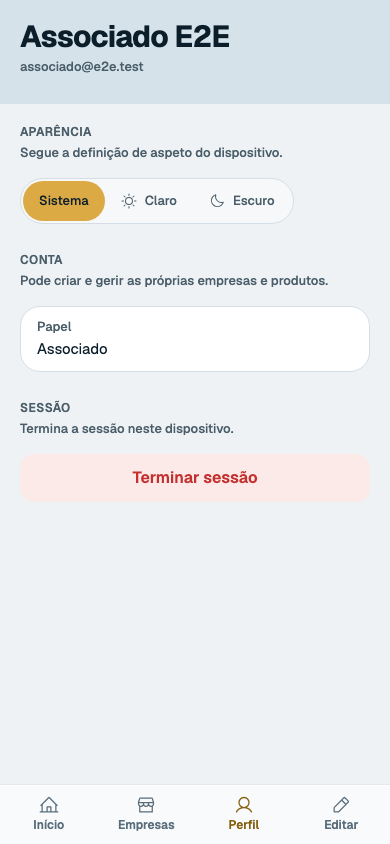 Associado E2E
associado@e2e.test
APARÊNCIA
Segue a definição de aspeto do dispositivo.
Sistema
Claro
Escuro
CONTA
Pode criar e gerir as próprias empresas e produtos.
Papel
Associado
SESSÃO
Termina a sessão neste dispositivo.
Terminar sessão
Início
Empresas
Perfil
Editar